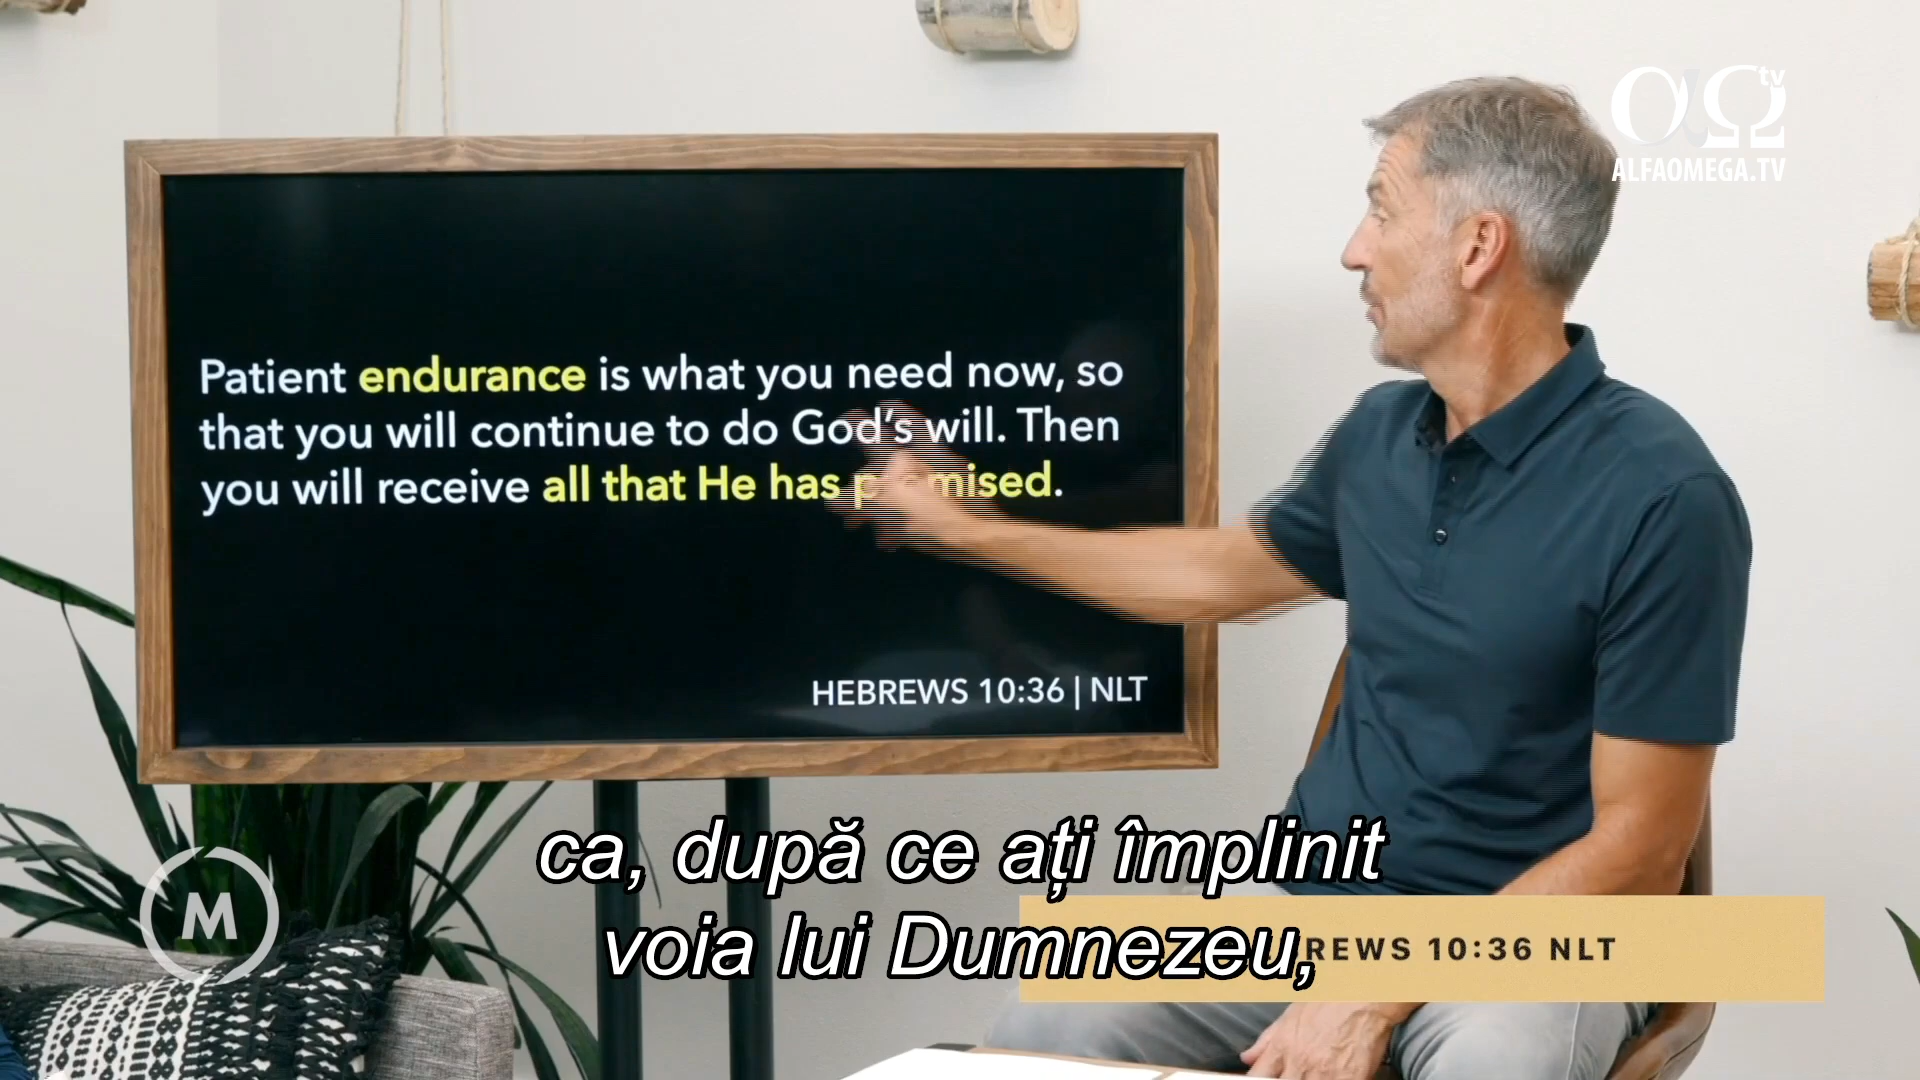 tv
ALFAOMEGA.TV
Patient endurance is what you need now, so
that you will continue to do God's will. Then
you will receive all that He has promised.
HEBREWS 10:36 | NLT
M
ca, după ce ați împlinit
voia lui Dumnezeu,
REWS 10:36 NLT